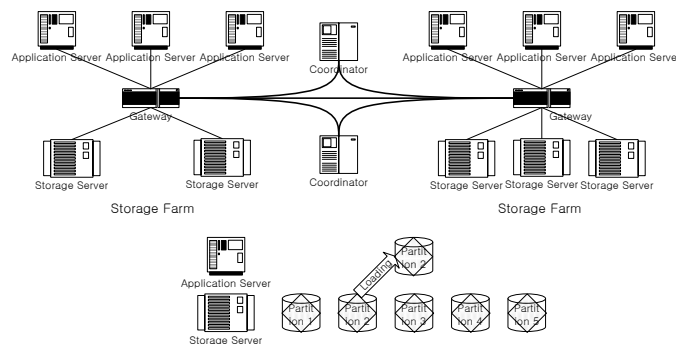 Application Server Application Server Application Server
Coordinator
Application Server Application Server Application Server
Gateway
Gateway
Storage Server
Storage Server
Coordinator
Storage Server Storage Server Storage Server
Storage Farm
Storage Farm
Partit
ion 2
Loading
Application Server
Partit
ion 1
Partit
ion 2
Partit
ion 3
Partit
ion 4
Partit
ion 5
Storage Server